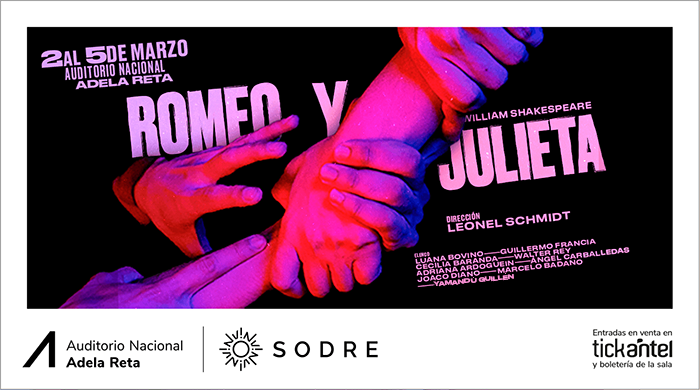 2 AL 5 DE MARZO
AUDITORIO NACIONAL
ADELA RETA
ROMEO Y
WILLIAM SHAKESPEARE
JULIETA
DIRECCIÓN
LEONEL SCHMIDT
ELENCO
LUANA BOVINO—GUILLERMO FRANCIA
CECILIA BARANDA—WALTER REY
ADRIANA ARDOGUEIN—ÁNGEL CARBALLEDAS
JOACO DIANO—MARCELO BADANO
—YAMANDÚ GUILLEN
Auditorio Nacional
Adela Reta
SODRE
Entradas en venta en
tickantel
y boletería de la sala